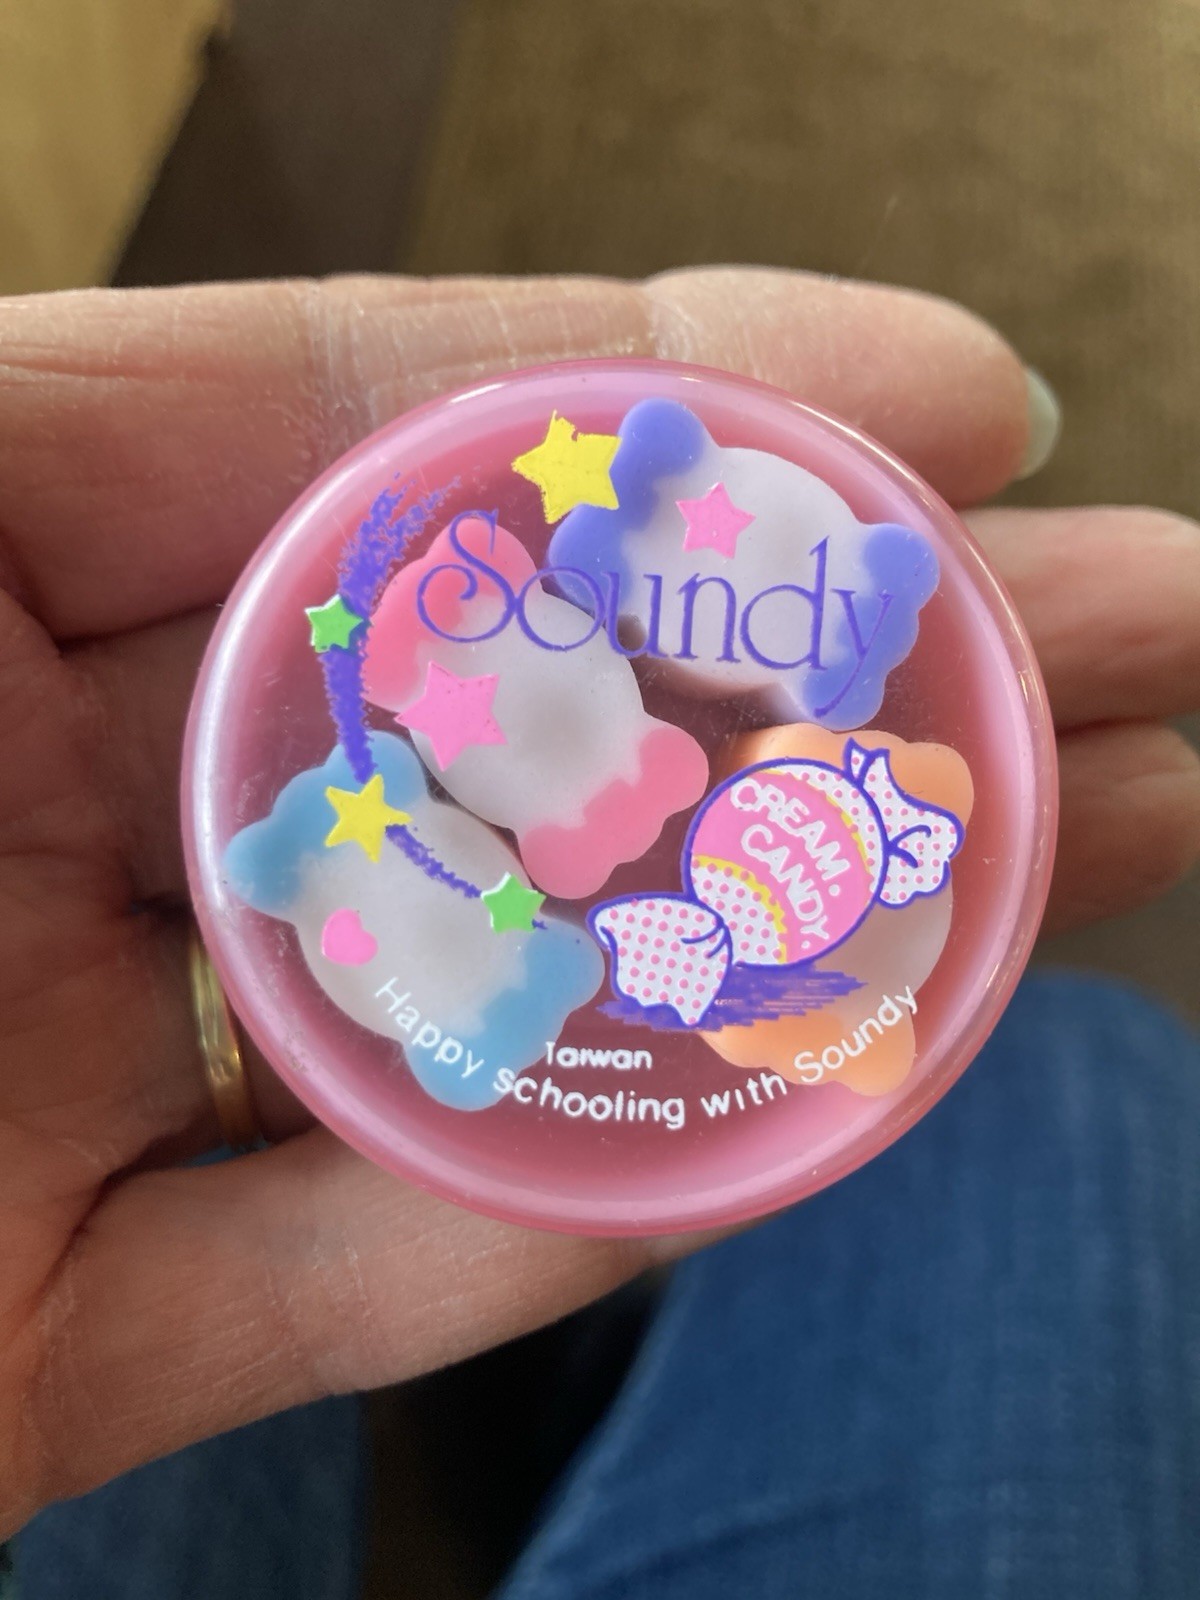 Soundy
CREAM.
CANDY.
Taiwan
Happy schooling with Soundy